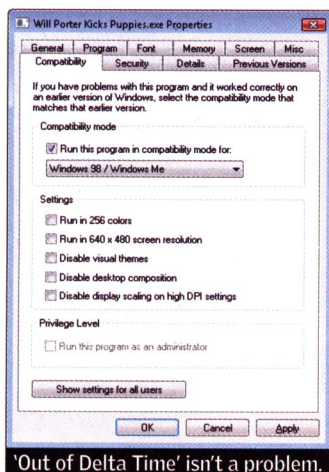 Will Porter Kicks Puppies.exe Properties
General Program Font Memory Screen Misc
Compatibility Security Details Previous Versions
If you have problems with this program and it worked correctly on
an earlier version of Windows, select the compatibility mode that
matches that earlier version.
Compatibility mode
Run this program in compatibility mode for:
Windows 98 / Windows Me
Settings
Run in 256 colors
Run in 640 x 480 screen resolution
Disable visual themes
Disable desktop composition
Disable display scaling on high DPI settings
Privilege Level
Run this program as an administrator
Show settings for all users
OK Cancel Apply
'Out of Delta Time' isn't a problem